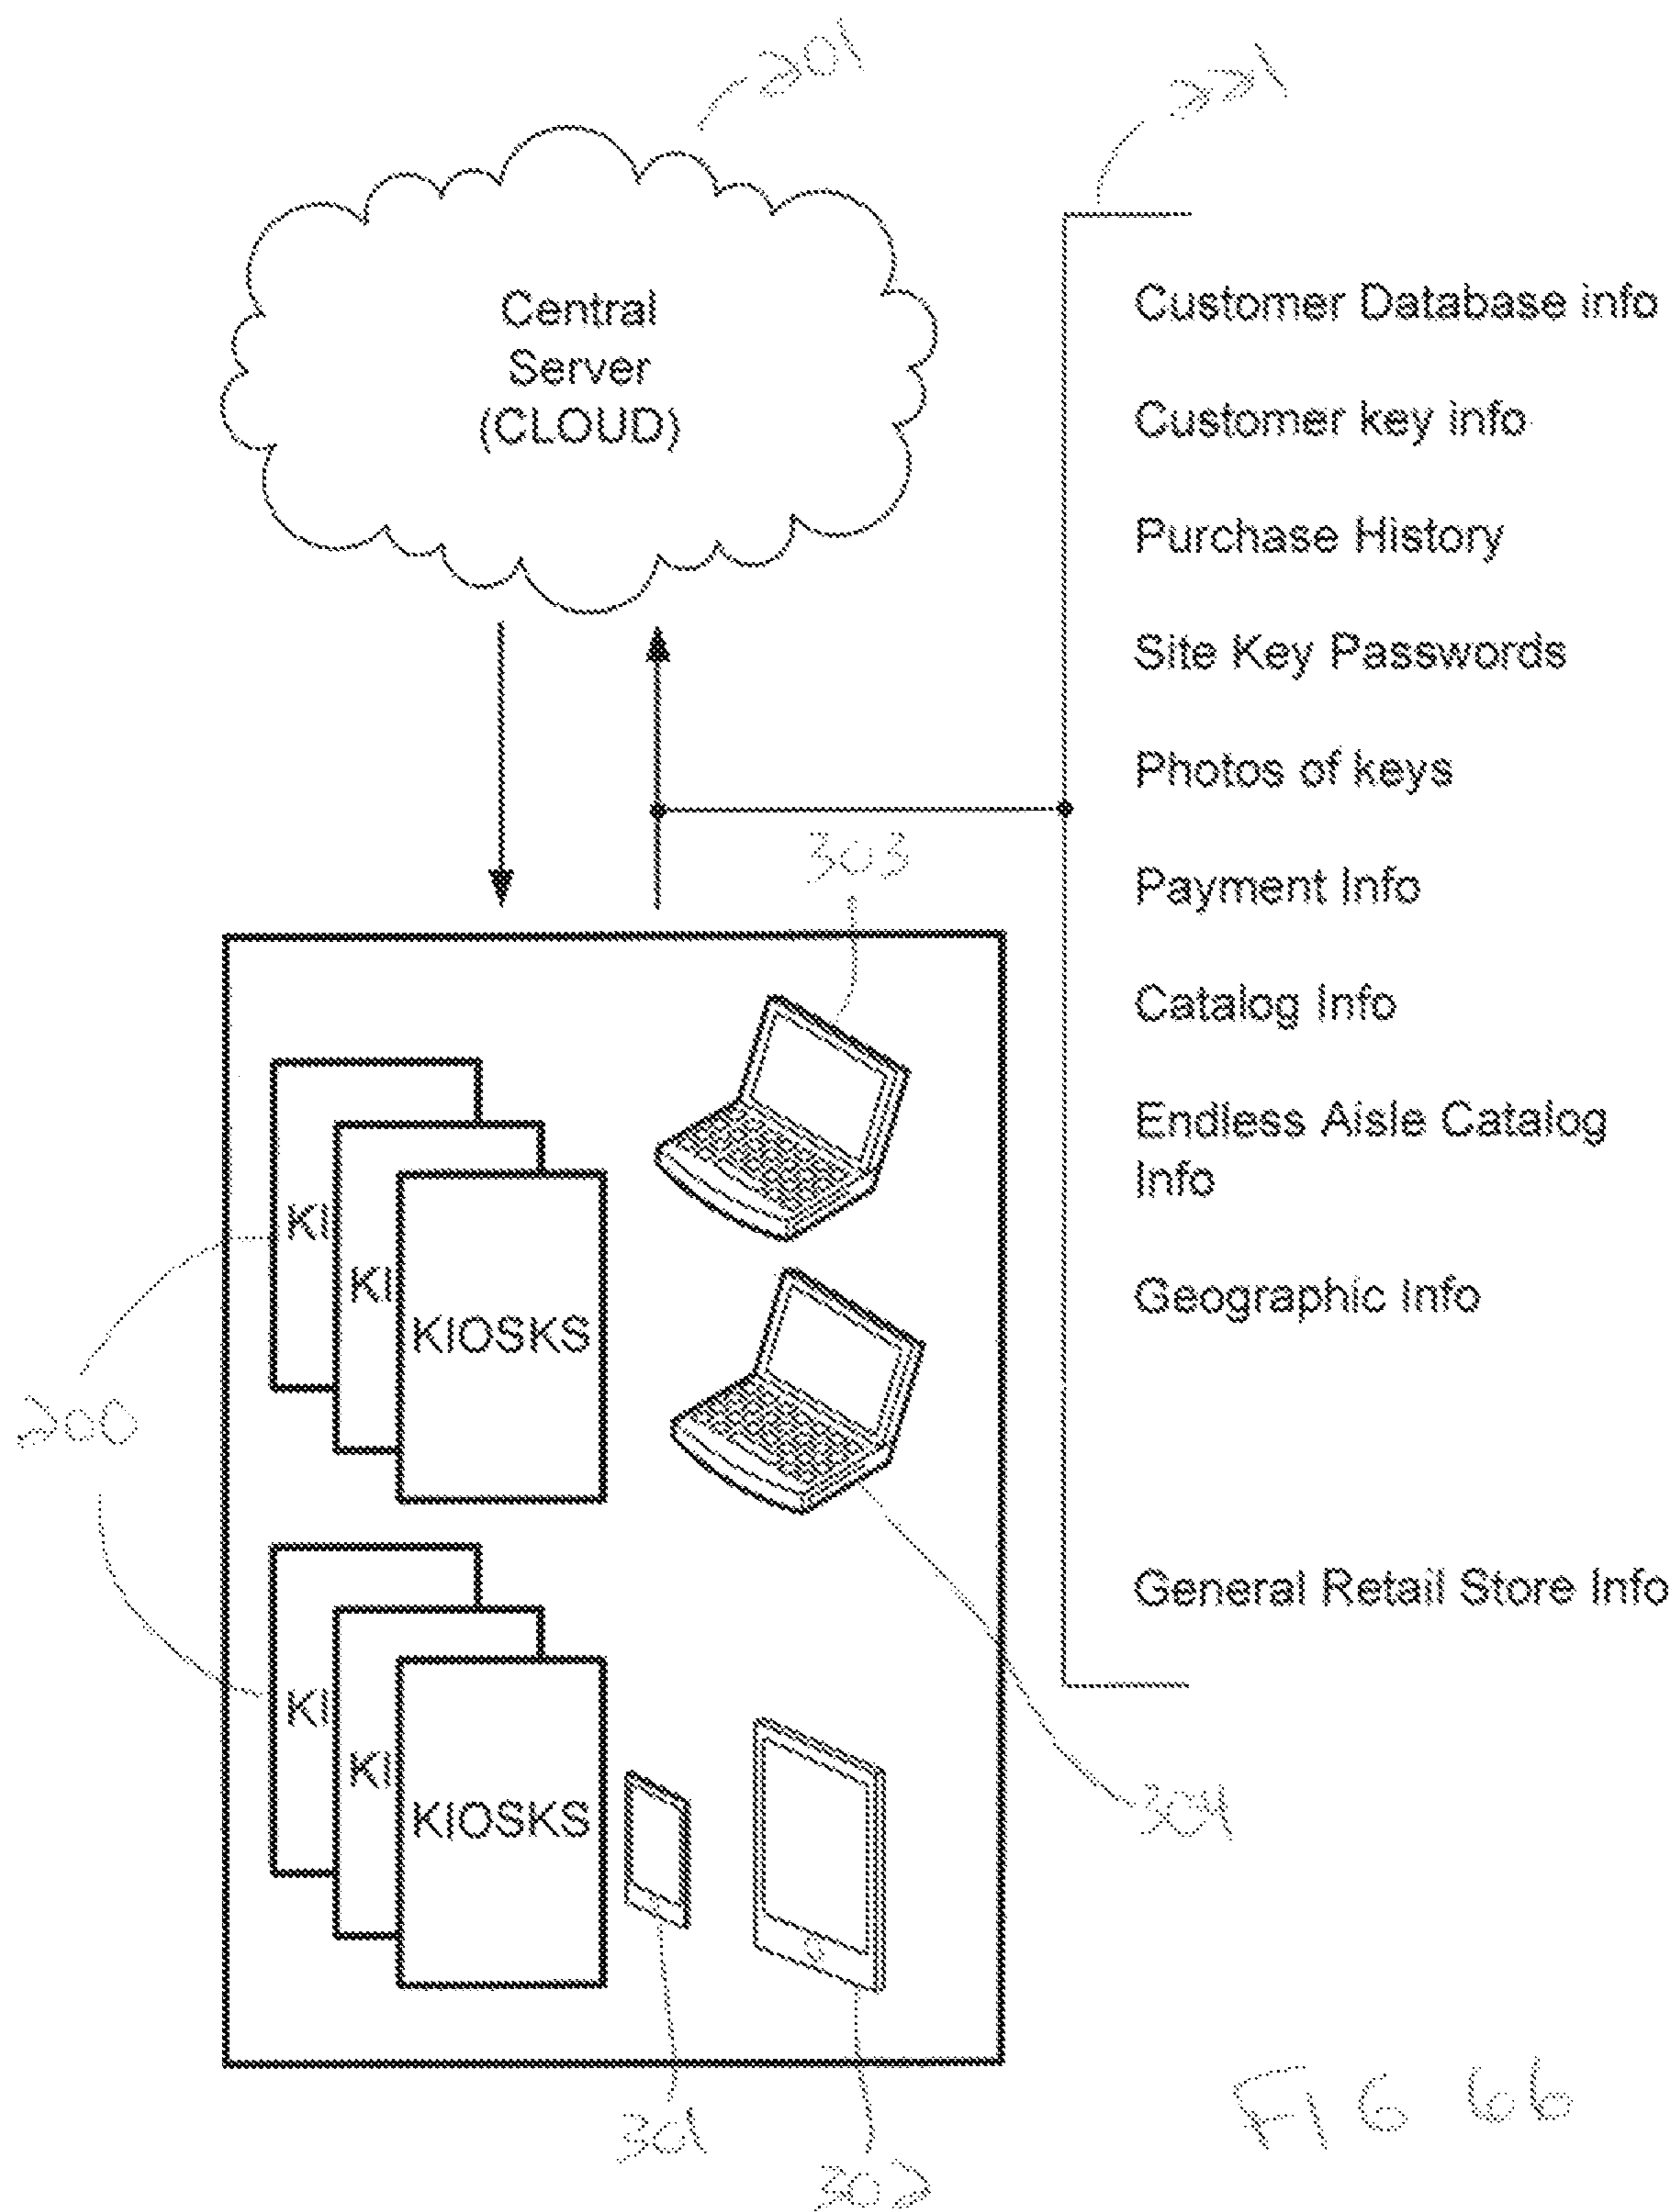 201
221
Central
Server
(CLOUD)
Customer Database info
Customer key info
Purchase History
Site Key Passwords
Photos of keys
Payment Info
Catalog Info
Endless Aisle Catalog
Info
Geographic Info
General Retail Store Info
303
KI
KI
KIOSKS
200
KI
KI
KIOSKS
304
301
302
FIG 66